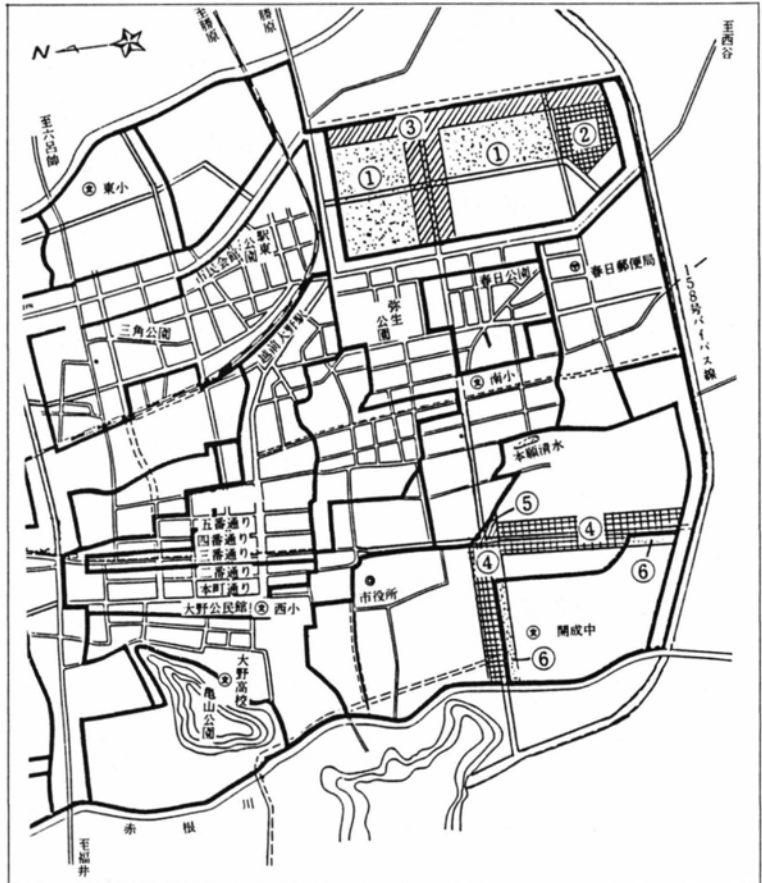 至勝原
勝原
至西谷
N
至六呂師
③
②
①
①
文 東小
駅東公園
市民会館
春日公園
春日郵便局
弥生公園
158号バイパス線
三角公園
越前大野駅
文 南小
本願清水
⑤
五番通り
四番通り
三番通り
二番通り
本町通り
④
④
⑥
市役所
大野公民館
文 西小
文 開成中
⑥
文 大野高校
亀山公園
赤根川
至福井